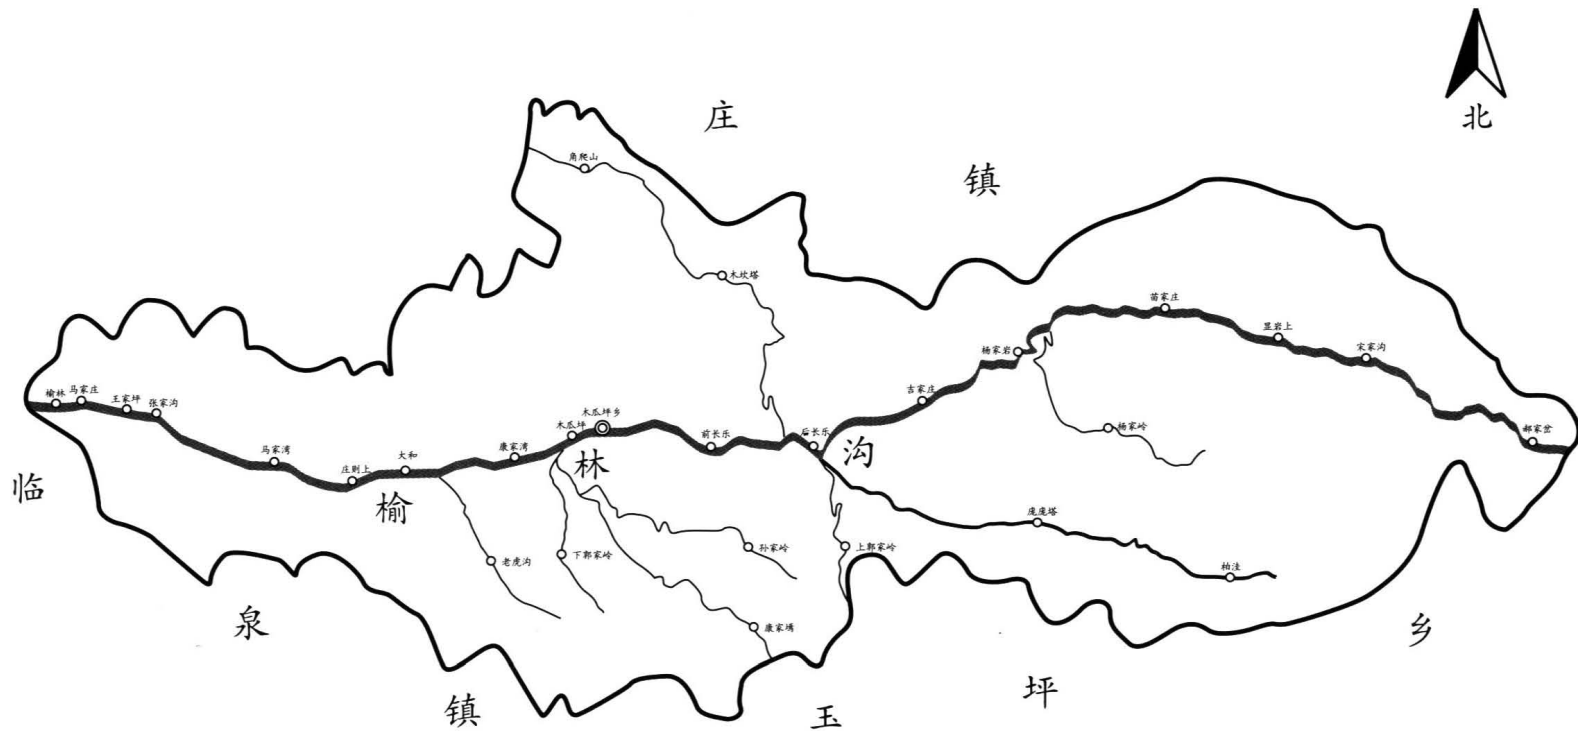 庄
镇
北
角爬山
木坎塔
苗家庄
显岩上
宋家沟
杨家岩
吉家庄
郝家岔
榆林
马家庄
王家坪
张家沟
马家湾
庄则上
大和
康家湾
木瓜坪
木瓜坪乡
前长乐
后长乐
杨家岭
榆
林
沟
临
泉
镇
老虎沟
下郭家岭
孙家岭
上郭家岭
庞庞塔
柏洼
康家塔
玉
坪
乡